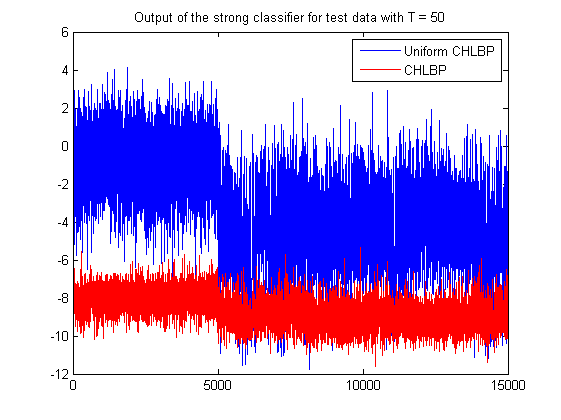 Output of the strong classifier for test data with T = 50
Uniform CHLBP
CHLBP
6
4
2
0
-2
-4
-6
-8
-10
-12
0 5000 10000 15000